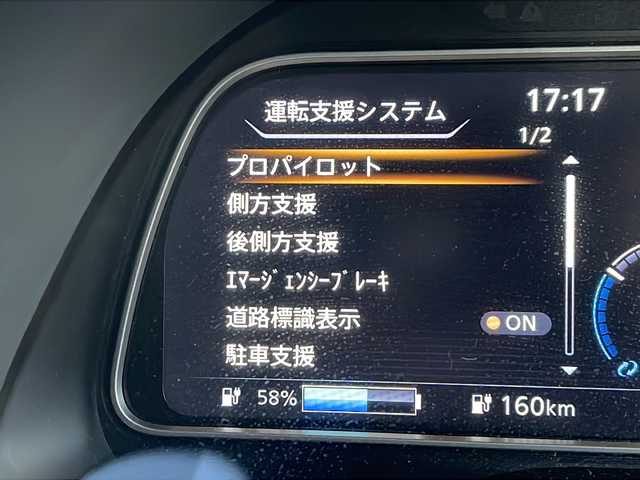 運転支援システム
17:17
1/2
プロパイロット
側方支援
後側方支援
ｴﾏｰｼﾞｪﾝｼｰﾌﾞﾚｰｷ
道路標識表示
ON
駐車支援
58%
160km